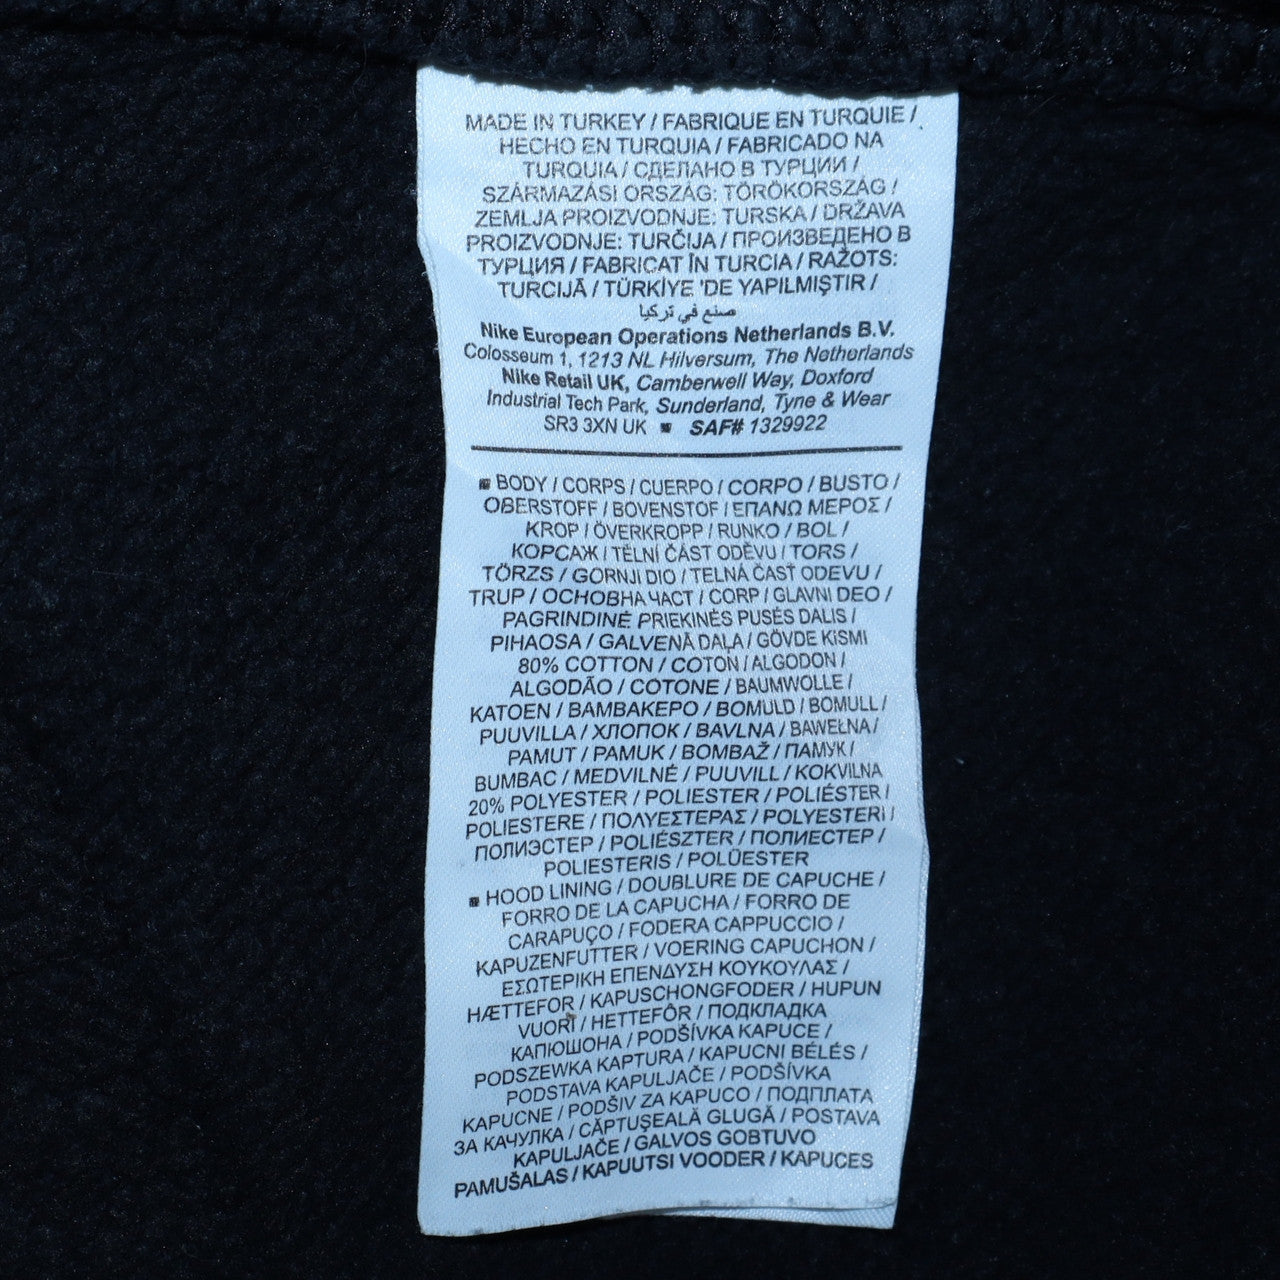 MADE IN TURKEY / FABRIQUE EN TURQUIE /
HECHO EN TURQUIA / FABRICADO NA
TURQUIA / СДЕЛАНО В ТУРЦИИ /
SZÁRMAZÁSI ORSZÁG: TÖRÖKORSZÁG /
ZEMLJA PROIZVODNJE: TURSKA / DRŽAVA
PROIZVODNJE: TURČIJA / ПРОИЗВЕДЕНО В
ТУРЦИЯ / FABRICAT ÎN TURCIA / RAŽOTS:
TURCIJĀ / TÜRKİYE 'DE YAPILMIŞTIR /
صنع في تركيا
Nike European Operations Netherlands B.V.
Colosseum 1, 1213 NL Hilversum, The Netherlands
Nike Retail UK, Camberwell Way, Doxford
Industrial Tech Park, Sunderland, Tyne & Wear
SR3 3XN UK ■ SAF# 1329922
■ BODY / CORPS / CUERPO / CORPO / BUSTO /
OBERSTOFF / BOVENSTOF / ΕΠΑΝΩ ΜΕΡΟΣ /
KROP / ÖVERKROPP / RUNKO / BOL /
КОРСАЖ / TĚLNÍ ČÁST ODĚVU / TORS /
TÖRZS / GORNJI DIO / TELNÁ ČASŤ ODEVU /
TRUP / ОСНОВНА ЧАСТ / CORP / GLAVNI DEO /
PAGRINDINĖ PRIEKINĖS PUSĖS DALIS /
PIHAOSA / GALVENĀ DAĻA / GÖVDE KISMI
80% COTTON / COTON / ALGODON /
ALGODÃO / COTONE / BAUMWOLLE /
KATOEN / ΒΑΜΒΑΚΕΡΟ / BOMULD / BOMULL /
PUUVILLA / ХЛОПОК / BAVLNA / BAWEŁNA /
PAMUT / PAMUK / BOMBAŽ / ПАМУК /
BUMBAC / MEDVILNĖ / PUUVILL / KOKVILNA
20% POLYESTER / POLIESTER / POLIÉSTER /
POLIESTERE / ΠΟΛΥΕΣΤΕΡΑΣ / POLYESTERI /
ПОЛИЭСТЕР / POLIÉSZTER / ПОЛИЕСТЕР /
POLIESTERIS / POLÜESTER
■ HOOD LINING / DOUBLURE DE CAPUCHE /
FORRO DE LA CAPUCHA / FORRO DE
CARAPUÇO / FODERA CAPPUCCIO /
KAPUZENFUTTER / VOERING CAPUCHON /
ΕΣΩΤΕΡΙΚΗ ΕΠΕΝΔΥΣΗ ΚΟΥΚΟΥΛΑΣ /
HÆTTEFOR / KAPUSCHONGFODER / HUPUN
VUORI / HETTEFÔR / ПОДКЛАДКА
КАПЮШОНА / PODŠÍVKA KAPUCE /
PODSZEWKA KAPTURA / KAPUCNI BÉLÉS /
PODSTAVA KAPULJAČE / PODŠÍVKA
KAPUCNE / PODŠIV ZA KAPUCO / ПОДПЛАТА
ЗА КАЧУЛКА / CĂPTUŞEALĂ GLUGĂ / POSTAVA
KAPULJAČE / GALVOS GOBTUVO
PAMUŠALAS / KAPUUTSI VOODER / KAPUCES